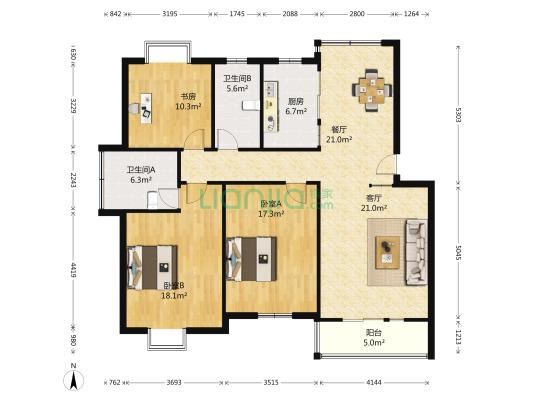 842 3195 1745 2088 2800 1264
630
3229
2243
4419
980
5303
5045
1213
书房
10.3m²
卫生间B
5.6m²
厨房
6.7m²
餐厅
21.0m²
卫生间A
6.3m²
卧室A
17.3m²
客厅
21.0m²
卧室B
18.1m²
阳台
5.0m²
Lianjia.com
N
762 3693 3515 4144